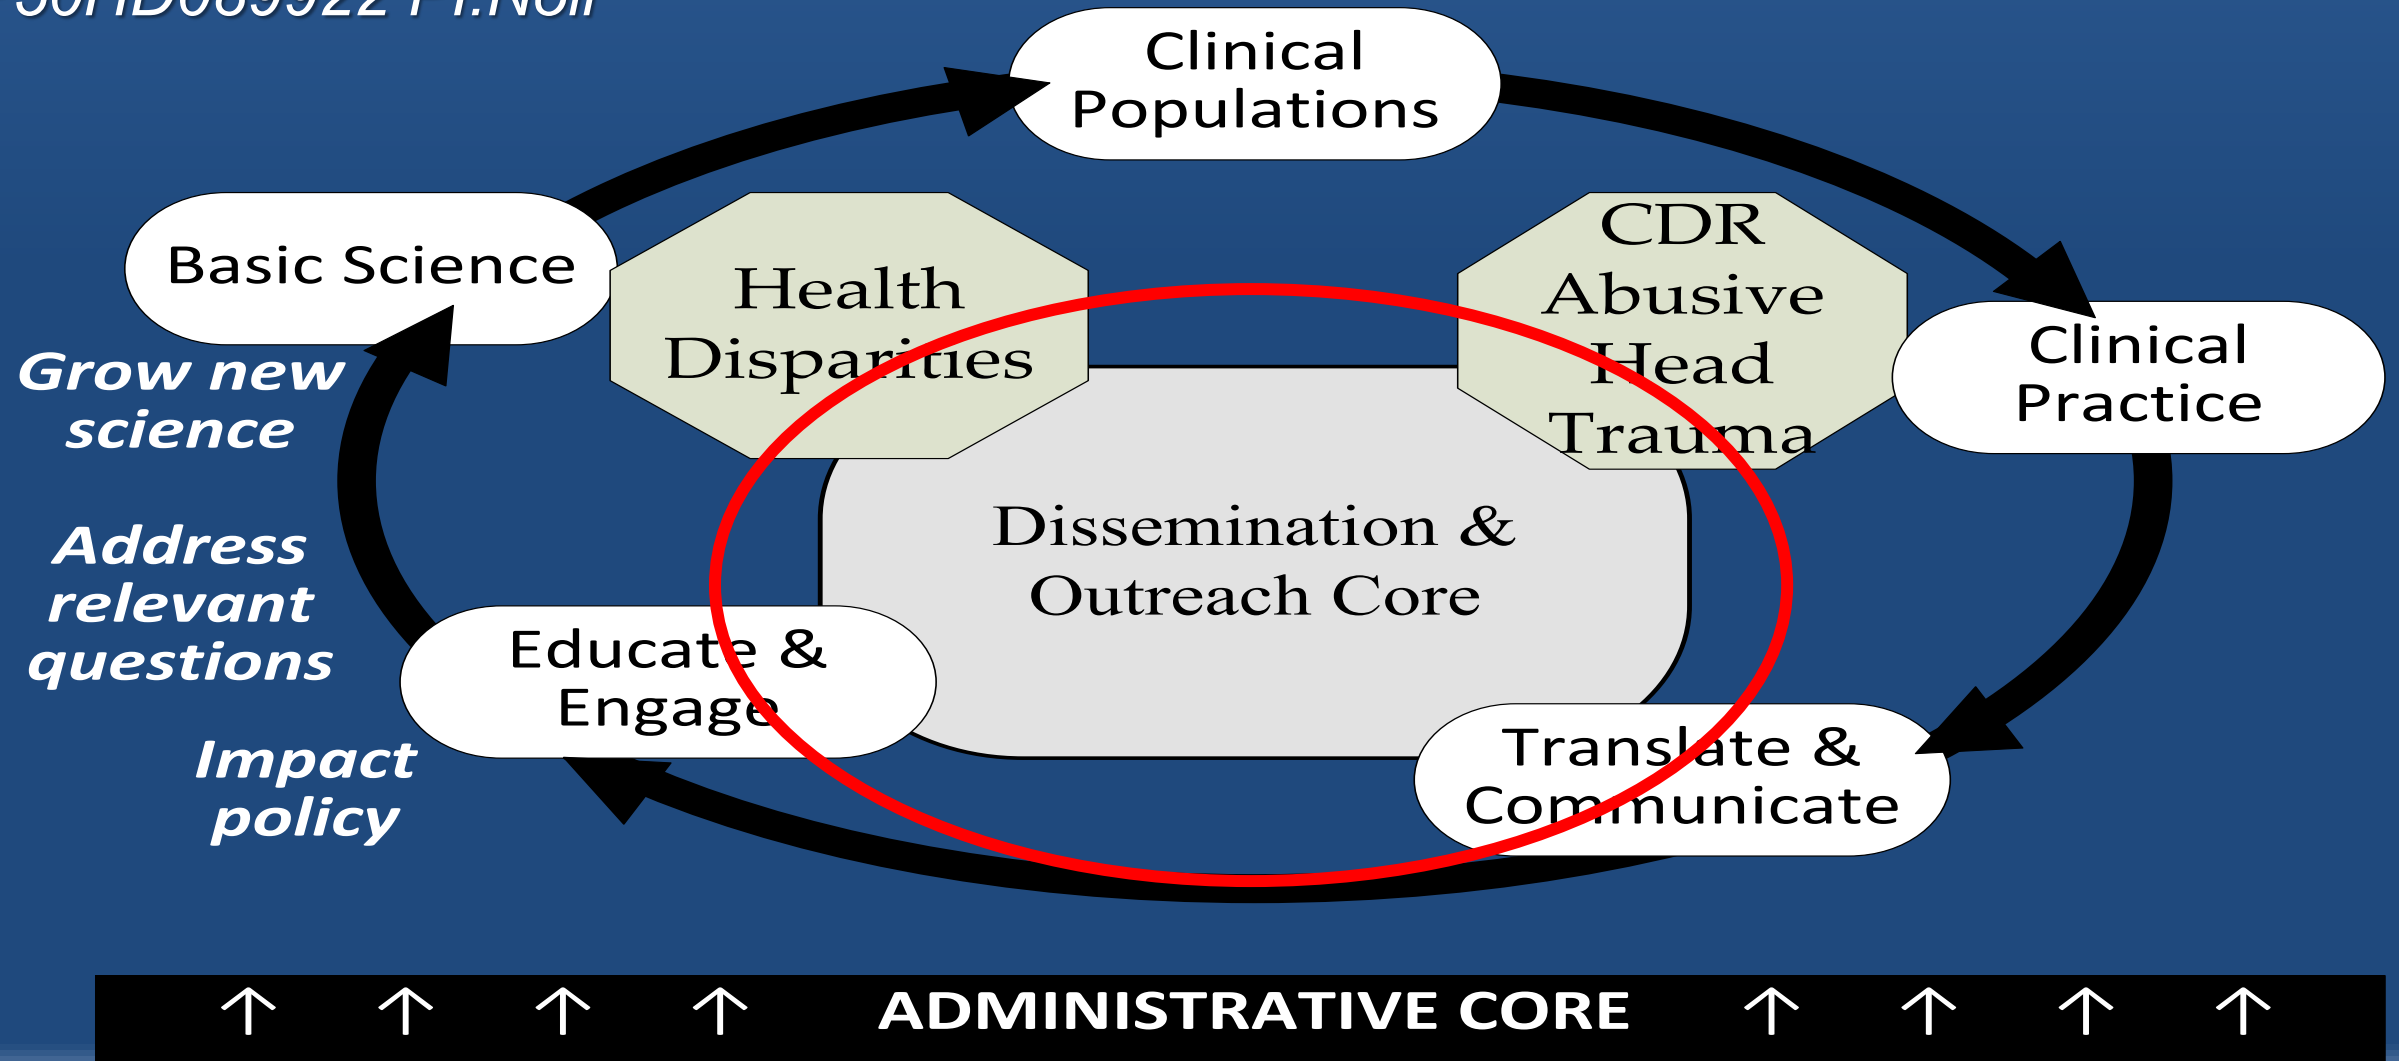 Clinical
Populations
Basic Science
Health
Disparities
CDR
Abusive
Head
Trauma
Clinical
Practice
Grow new
science
Address
relevant
questions
Impact
policy
Dissemination &
Outreach Core
Educate &
Engage
Translate &
Communicate
↑ ↑ ↑ ↑ ADMINISTRATIVE CORE ↑ ↑ ↑ ↑